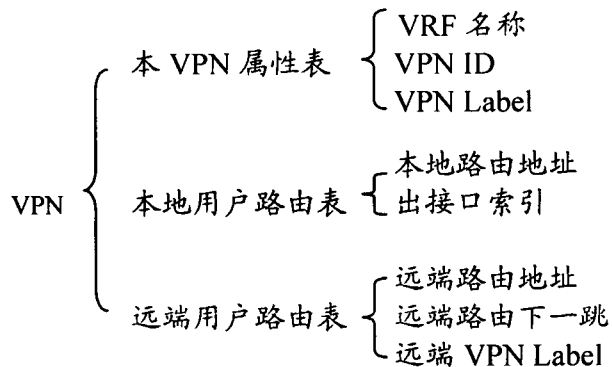 VPN
本 VPN 属性表
VRF 名称
VPN ID
VPN Label
本地用户路由表
本地路由地址
出接口索引
远端用户路由表
远端路由地址
远端路由下一跳
远端 VPN Label